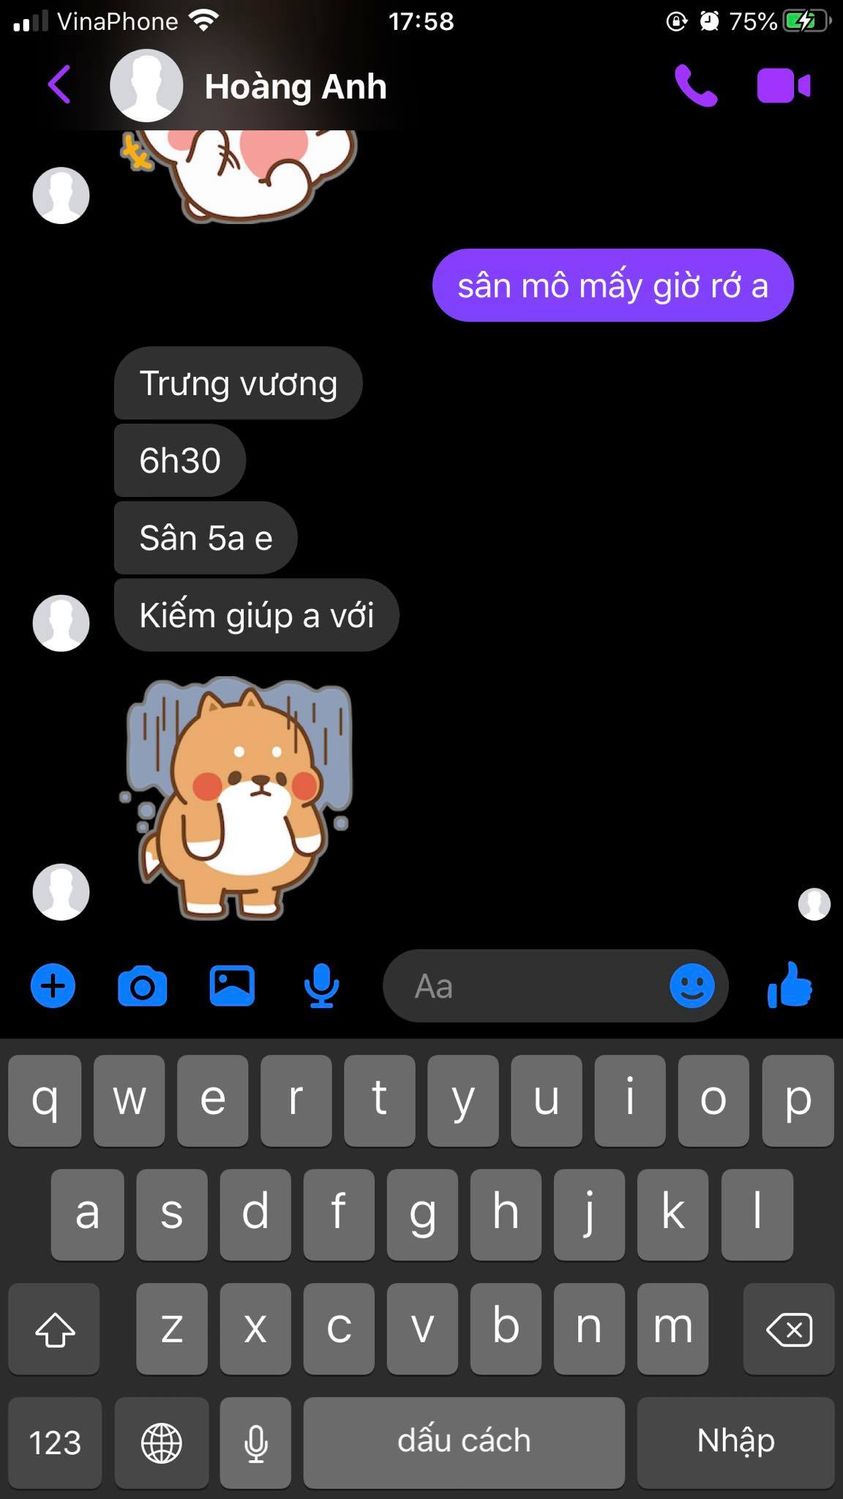 VinaPhone 17:58 75%
Hoàng Anh
sân mô mấy giờ rớ a
Trưng vương
6h30
Sân 5a e
Kiếm giúp a với
Aa
q w e r t y u i o p
a s d f g h j k l
z x c v b n m
123 dấu cách Nhập